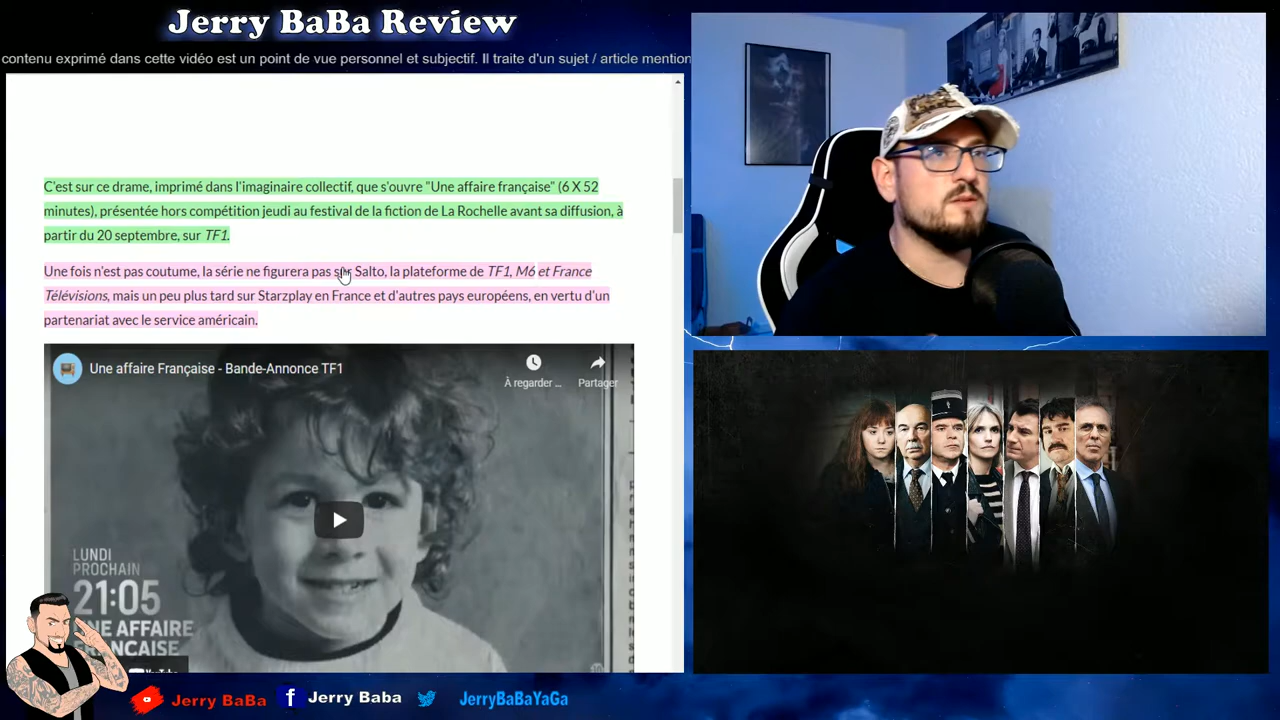 Jerry BaBa Review
contenu exprimé dans cette vidéo est un point de vue personnel et subjectif. Il traite d'un sujet / article mention
C'est sur ce drame, imprimé dans l'imaginaire collectif, que s'ouvre "Une affaire française" (6 X 52
minutes), présentée hors compétition jeudi au festival de la fiction de La Rochelle avant sa diffusion, à
partir du 20 septembre, sur TF1.
Une fois n'est pas coutume, la série ne figurera pas sur Salto, la plateforme de TF1, M6 et France
Télévisions, mais un peu plus tard sur Starzplay en France et d'autres pays européens, en vertu d'un
partenariat avec le service américain.
Une affaire Française - Bande-Annonce TF1
À regarder ...
Partager
LUNDI
PROCHAIN
21:05
UNE AFFAIRE
FRANCAISE
YouTube
Jerry BaBa
Jerry Baba
JerryBaBaYaGa